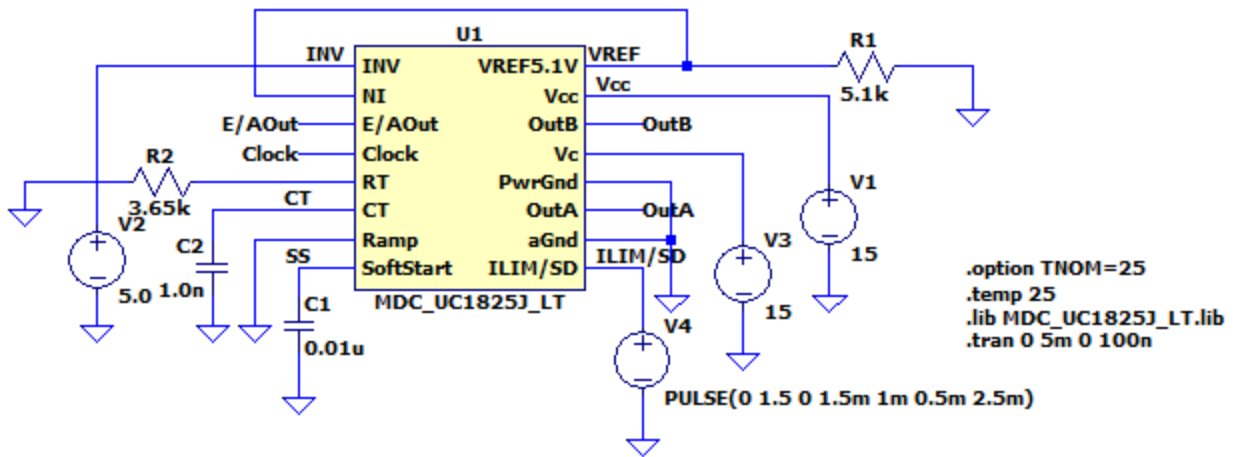 U1
R1
INV
VREF
INV
VREF5.1V
5.1k
Vcc
NI
Vcc
E/AOut
E/AOut
OutB
OutB
Clock
Clock
Vc
R2
RT
PwrGnd
V1
3.65k
CT
CT
OutA
OutA
V2
C2
Ramp
aGnd
V3
15
SS
ILIM/SD
SoftStart
ILIM/SD
.option TNOM=25
5.0
1.0n
C1
MDC_UC1825J_LT
.temp 25
15
.lib MDC_UC1825J_LT.lib
V4
.tran 0 5m 0 100n
0.01u
PULSE(0 1.5 0 1.5m 1m 0.5m 2.5m)